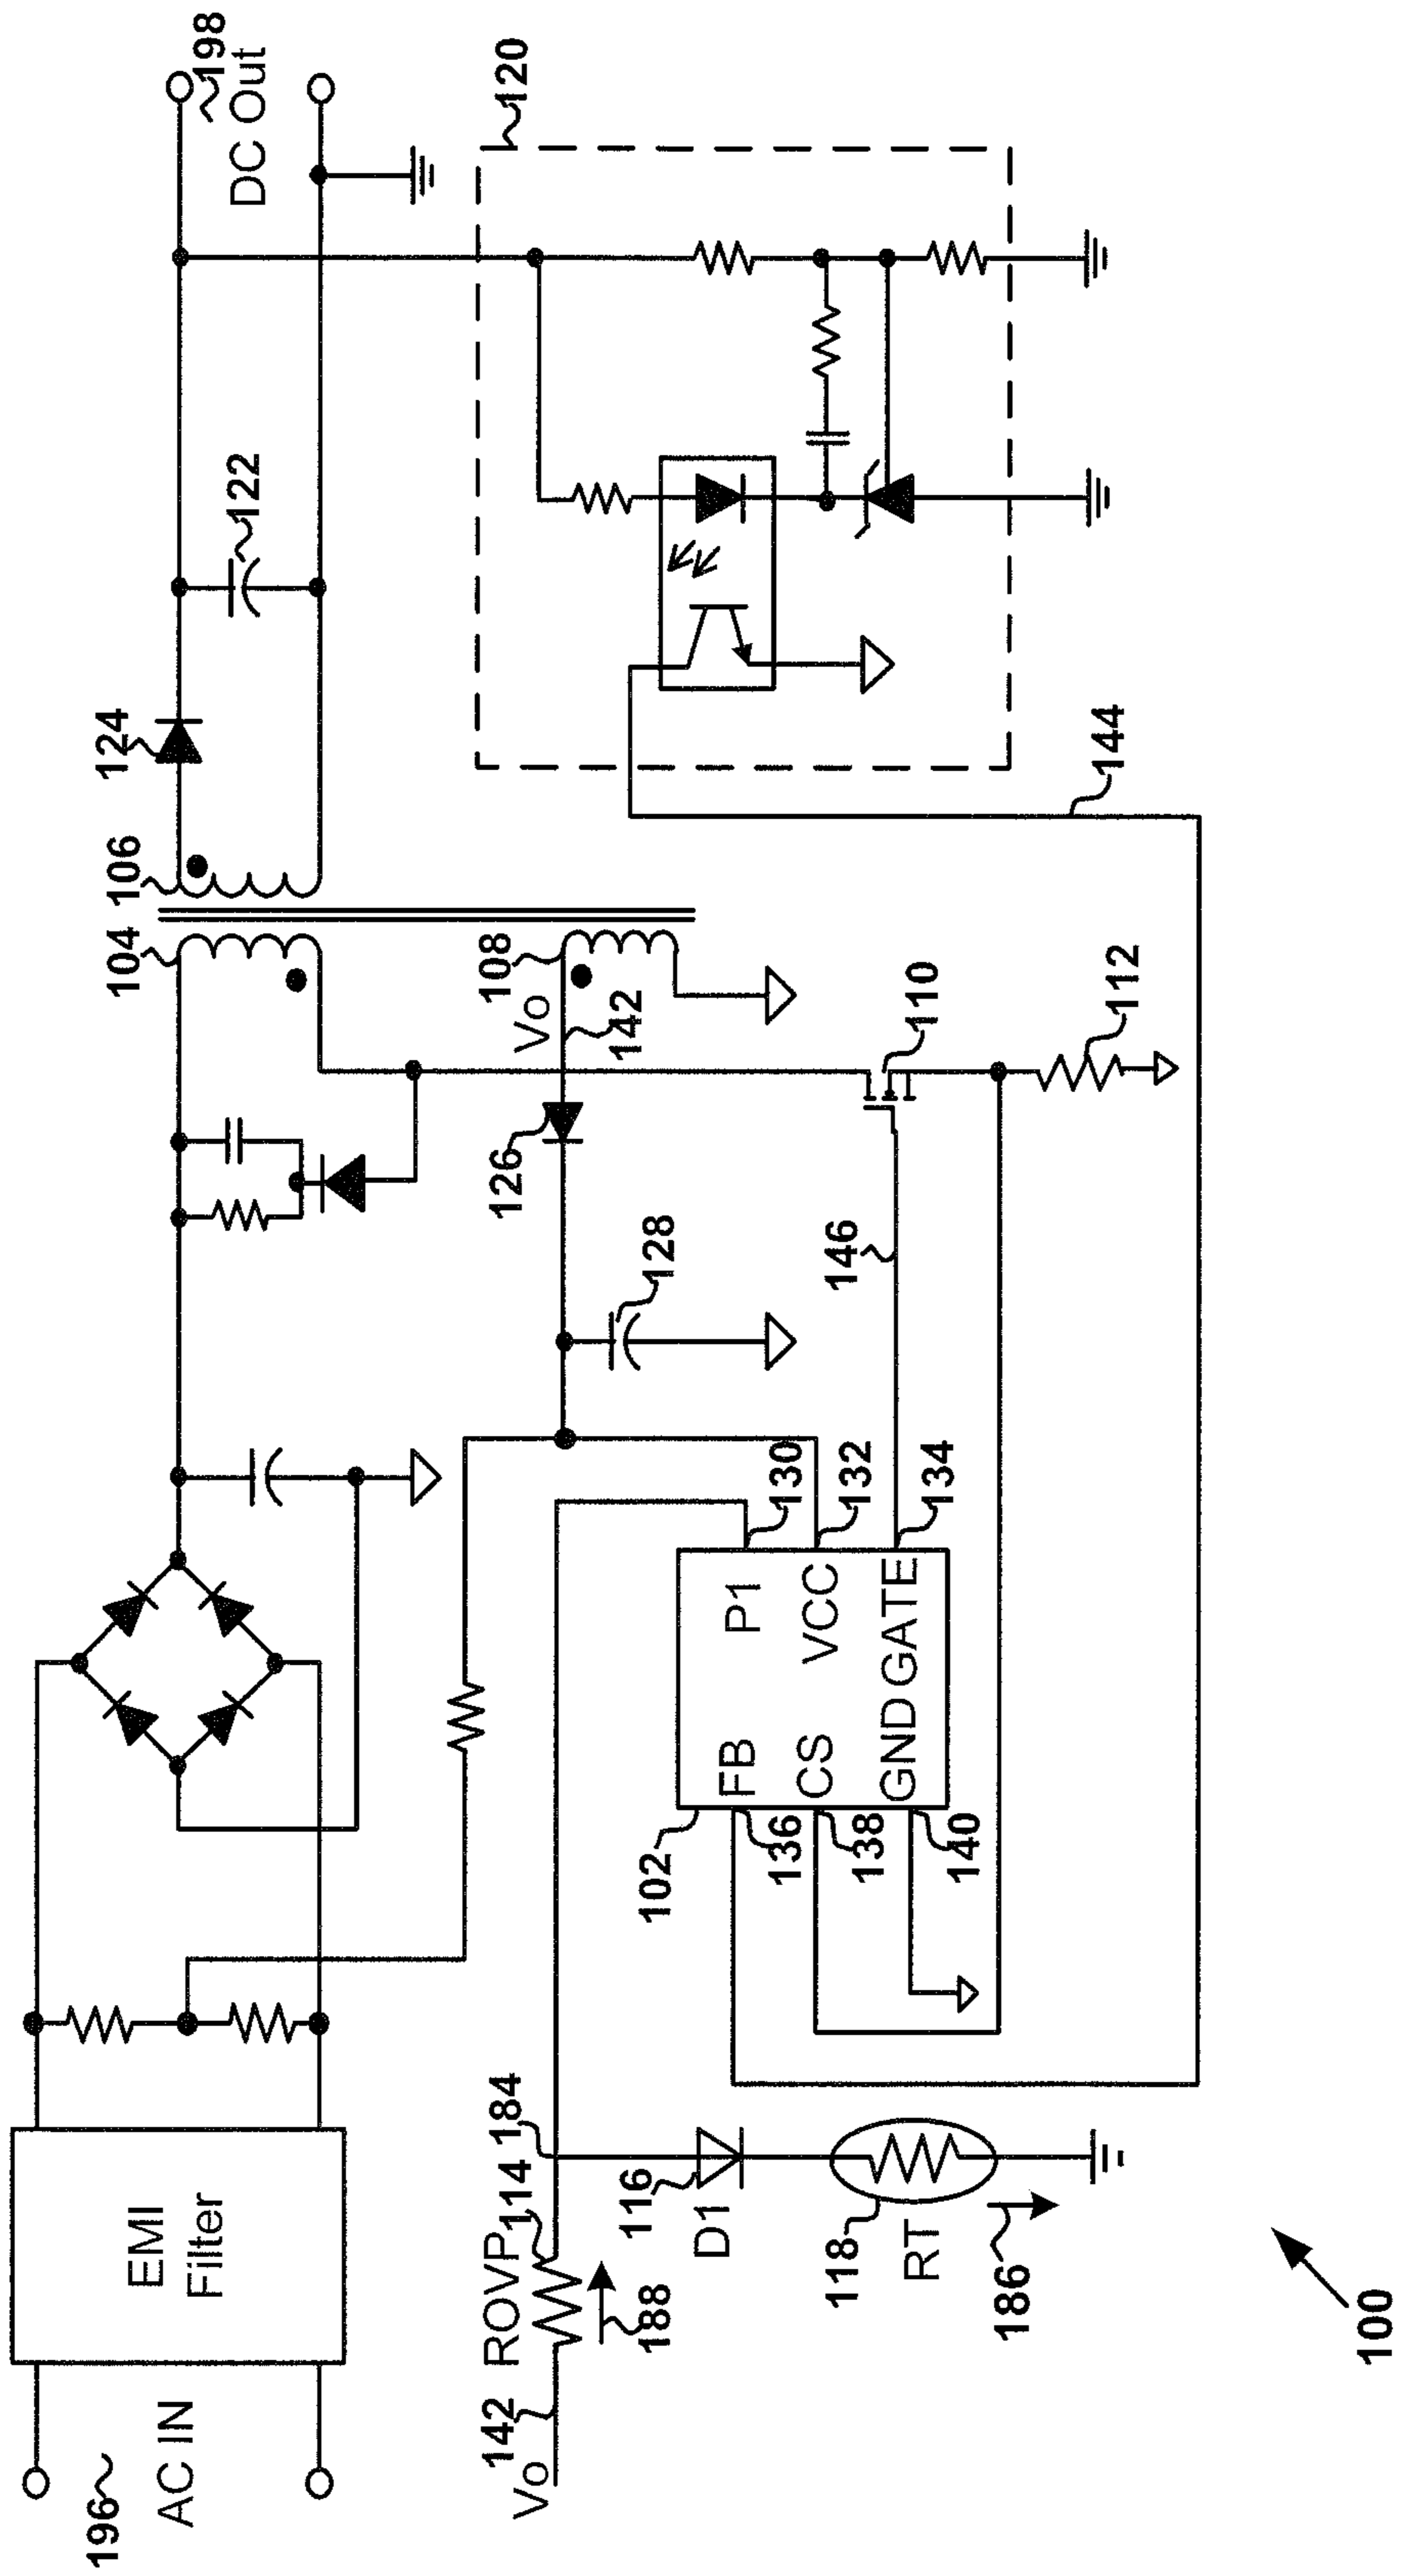 196
AC IN
EMI
Filter
104
106
124
122
198
DC Out
120
Vo
142
ROVP
114
184
188
116
D1
118
RT
186
102
FB
136
CS
138
GND
140
P1
130
VCC
132
GATE
134
128
126
Vo
142
108
146
110
112
144
100